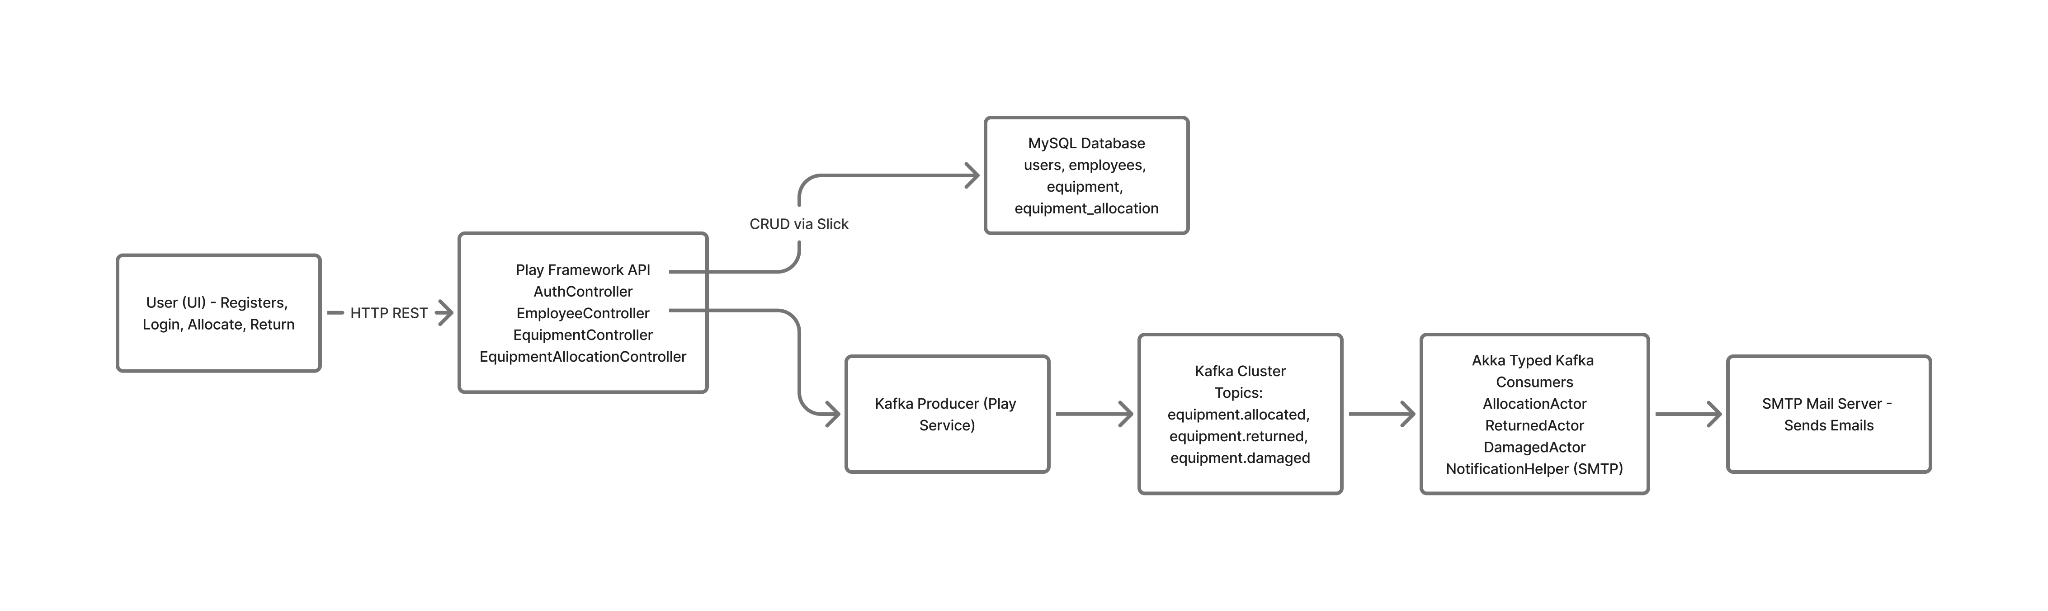 User (UI) - Registers,
Login, Allocate, Return
HTTP REST
Play Framework API
AuthController
EmployeeController
EquipmentController
EquipmentAllocationController
CRUD via Slick
MySQL Database
users, employees,
equipment,
equipment_allocation
Kafka Producer (Play
Service)
Kafka Cluster
Topics:
equipment.allocated,
equipment.returned,
equipment.damaged
Akka Typed Kafka
Consumers
AllocationActor
ReturnedActor
DamagedActor
NotificationHelper (SMTP)
SMTP Mail Server -
Sends Emails